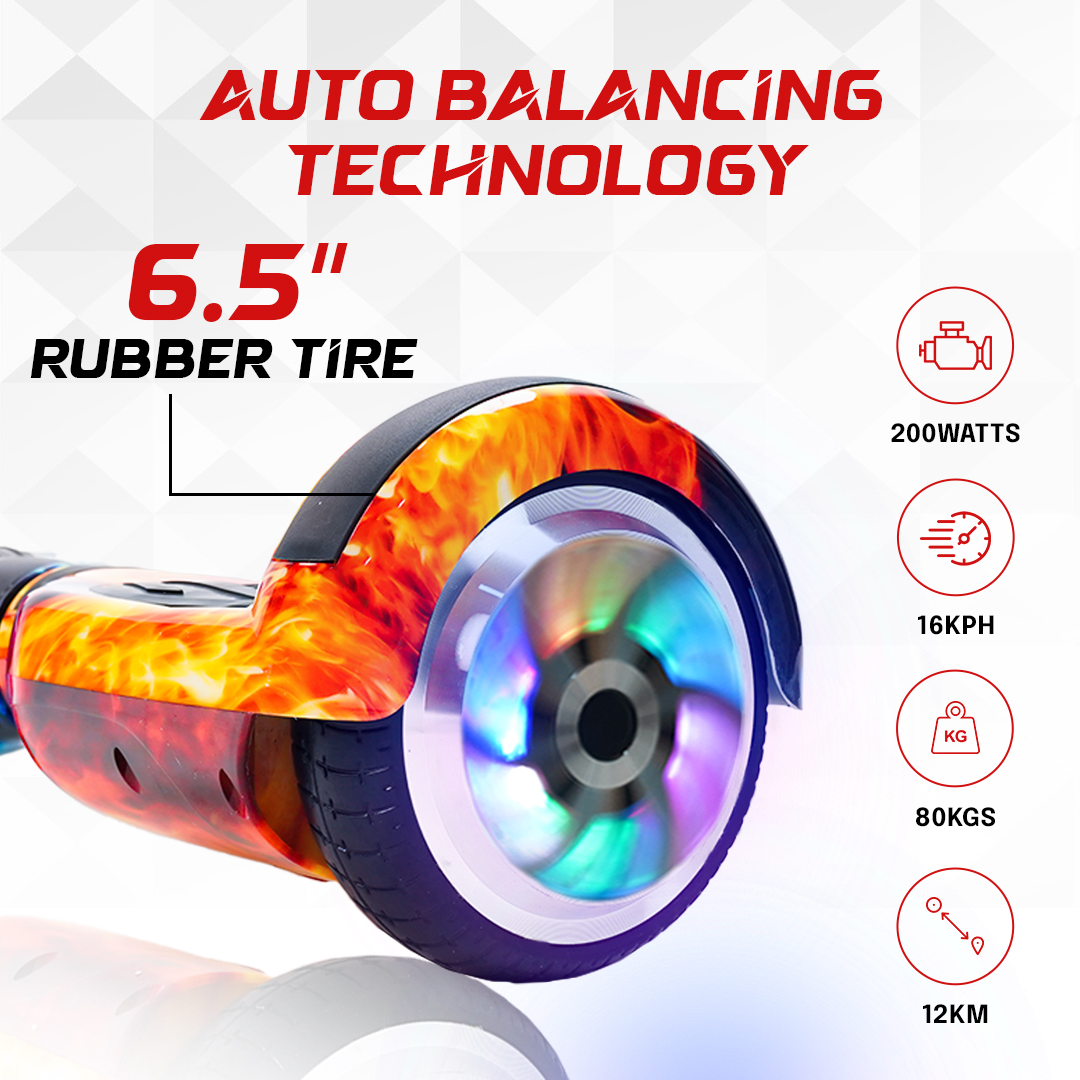 AUTO BALANCING
TECHNOLOGY
6.5"
RUBBER TIRE
200WATTS
16KPH
KG
80KGS
12KM